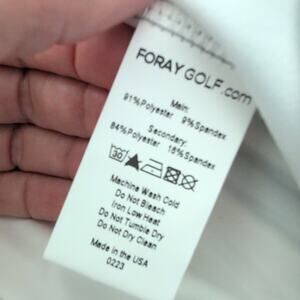 FORAY GOLF.com
Main:
91%Polyester 9%Spandex
Secondary:
84%Polyester 16%Spandex
30
Machine Wash Cold
Do Not Bleach
Iron Low Heat
Do Not Tumble Dry
Do Not Dry Clean
Made in the USA
0223